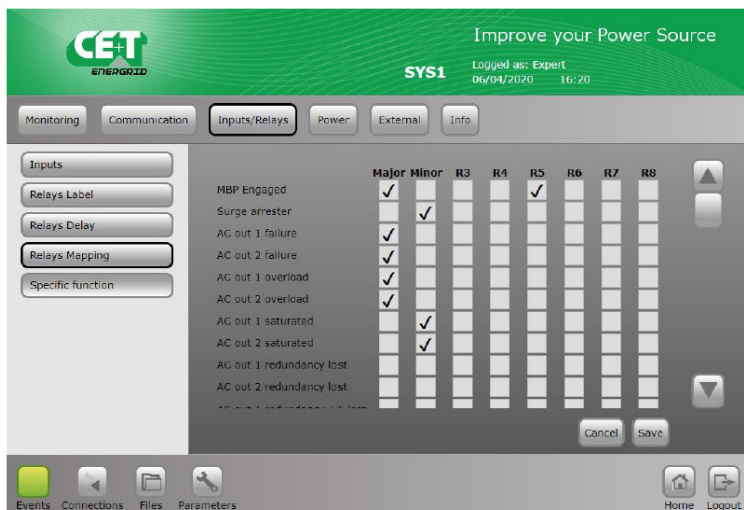 CE+T
ENERGRID
Improve your Power Source
SYS1
Logged as: Expert
06/04/2020 16:20
Monitoring Communication Inputs/Relays Power External Info
Inputs
Relays Label
Relays Delay
Relays Mapping
Specific function
Major Minor R3 R4 R5 R6 R7 R8
MBP Engaged
Surge arrester
AC out 1 failure
AC out 2 failure
AC out 1 overload
AC out 2 overload
AC out 1 saturated
AC out 2 saturated
AC out 1 redundancy lost
AC out 2 redundancy lost
AC out 1 redundancy
Cancel Save
Events Connections Files Parameters
Home Logout